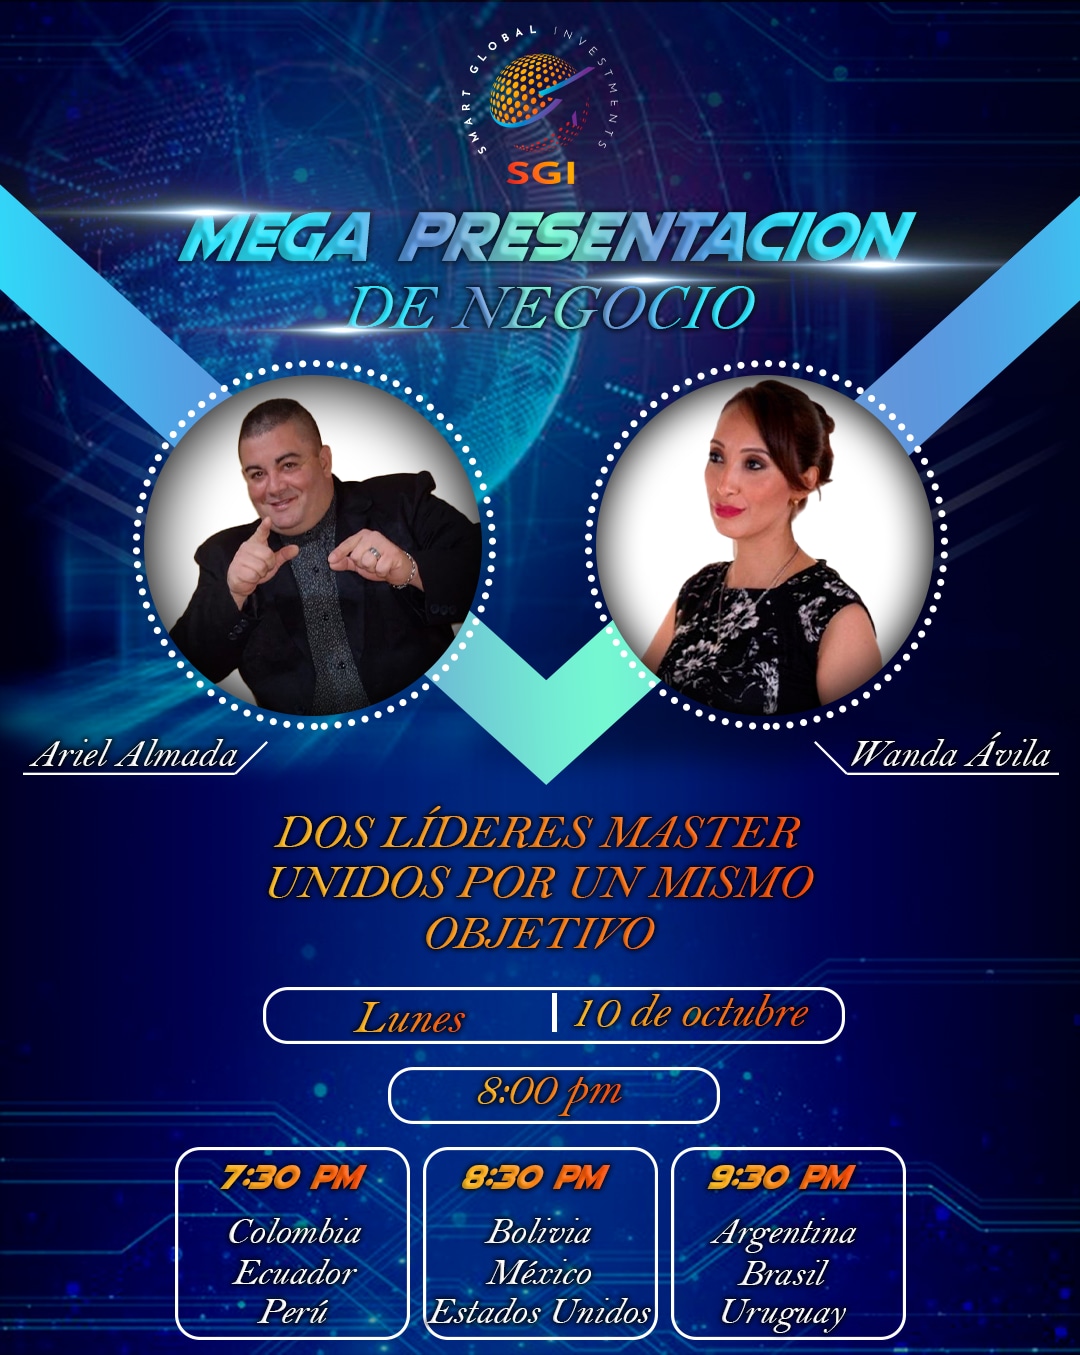 SMART GLOBAL INVESTMENTS
SGI
MEGA PRESENTACION
DE NEGOCIO
Ariel Almada
Wanda Ávila
DOS LÍDERES MASTER
UNIDOS POR UN MISMO
OBJETIVO
Lunes
10 de octubre
8:00 pm
7:30 PM
Colombia
Ecuador
Perú
8:30 PM
Bolivia
México
Estados Unidos
9:30 PM
Argentina
Brasil
Uruguay